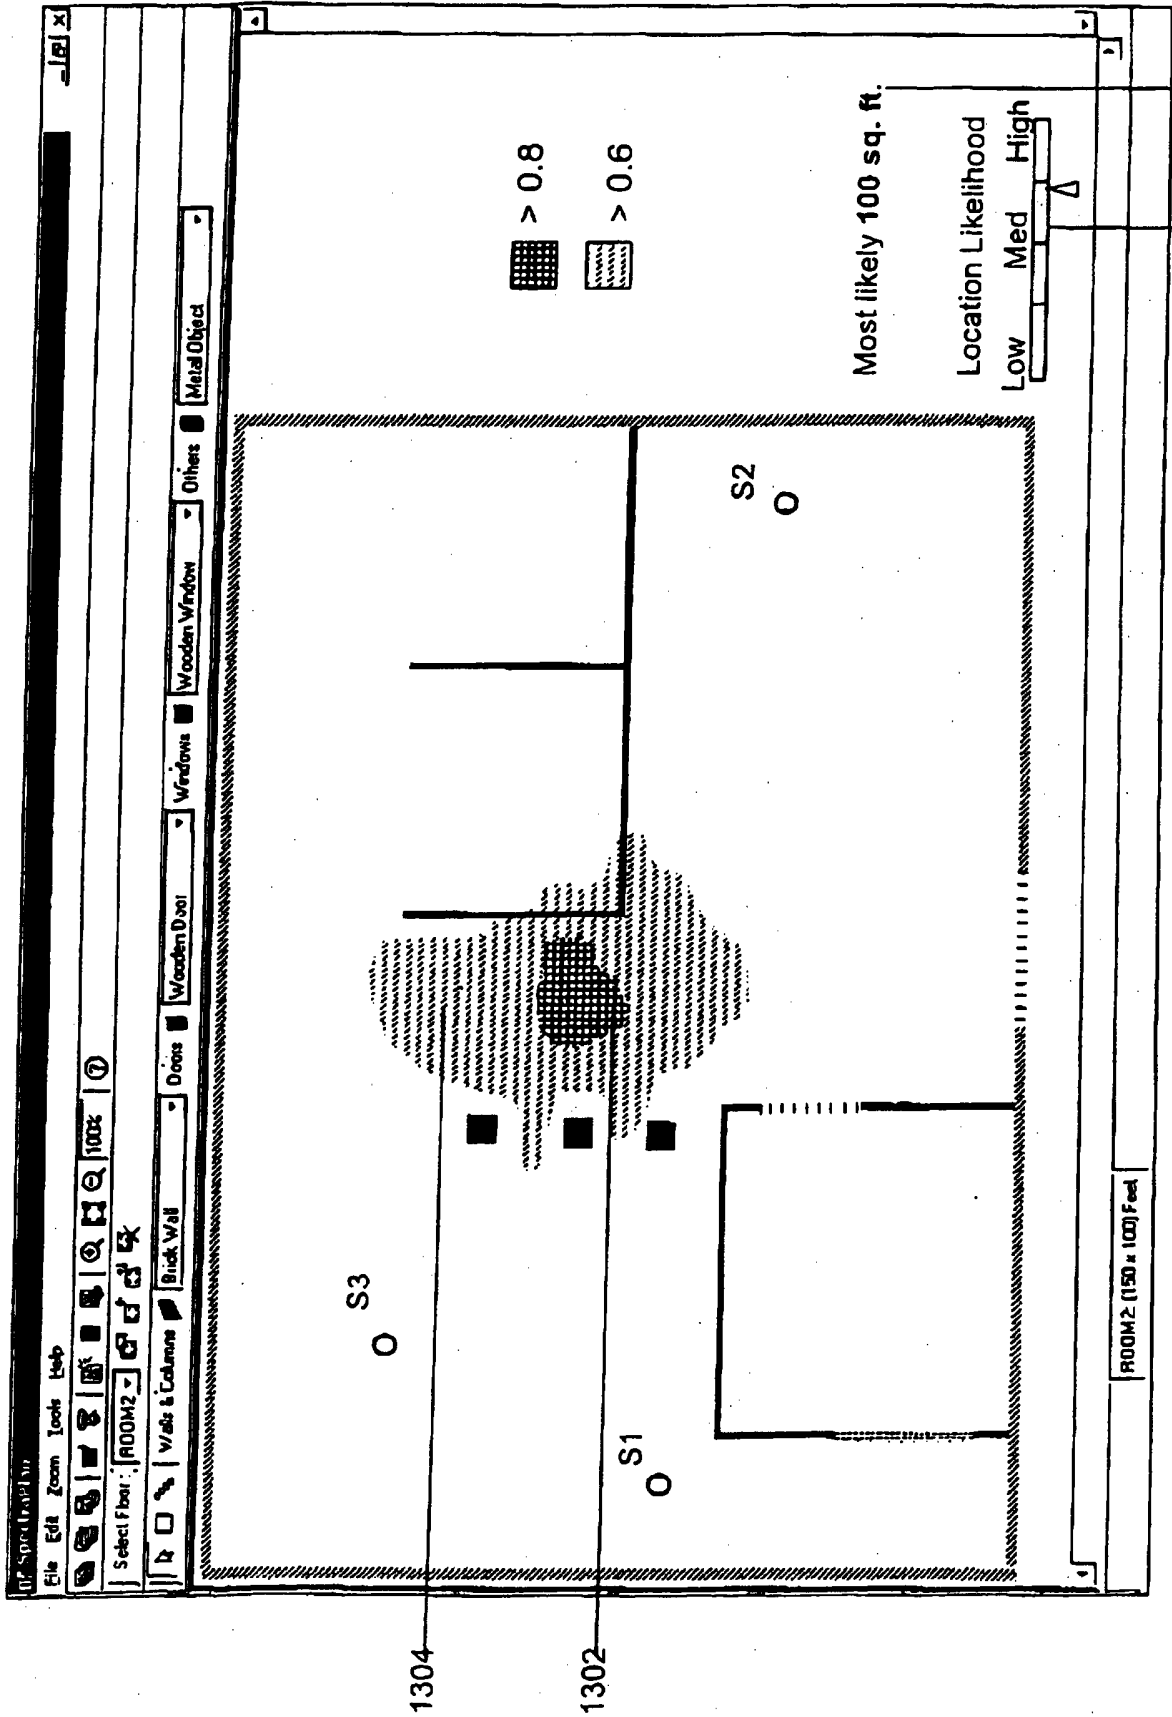 File Edit Zoom Tools Help
100%
Select Floor: ROOM2
Walls & Columns Brick Wall Doors Wooden Door Windows Wooden Window Others Metal Object
S3
S1
S2
> 0.8
> 0.6
Most likely 100 sq. ft.
Location Likelihood
Low Med High
ROOM2: (150 x 100) Feet
1304
1302